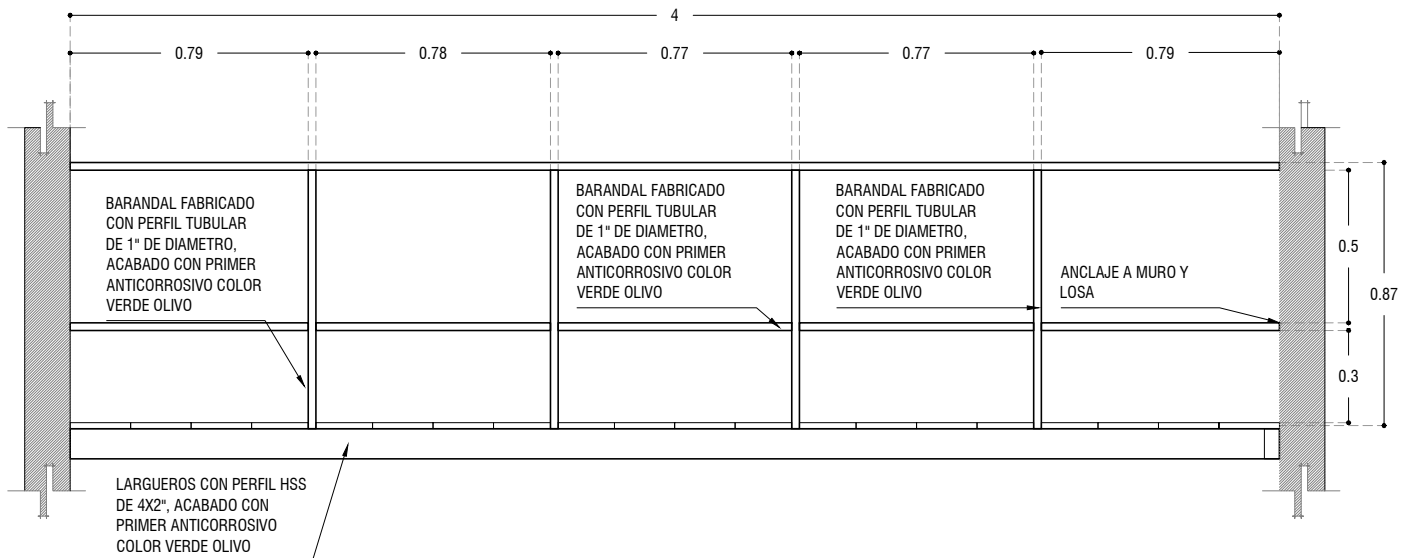 4
0.79
0.78
0.77
0.77
0.79
BARANDAL FABRICADO
CON PERFIL TUBULAR
DE 1" DE DIAMETRO,
ACABADO CON PRIMER
ANTICORROSIVO COLOR
VERDE OLIVO
BARANDAL FABRICADO
CON PERFIL TUBULAR
DE 1" DE DIAMETRO,
ACABADO CON PRIMER
ANTICORROSIVO COLOR
VERDE OLIVO
BARANDAL FABRICADO
CON PERFIL TUBULAR
DE 1" DE DIAMETRO,
ACABADO CON PRIMER
ANTICORROSIVO COLOR
VERDE OLIVO
ANCLAJE A MURO Y
LOSA
0.5
0.87
0.3
LARGUEROS CON PERFIL HSS
DE 4X2", ACABADO CON
PRIMER ANTICORROSIVO
COLOR VERDE OLIVO